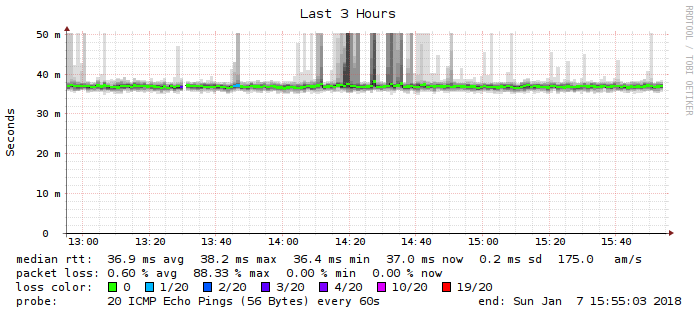 Last 3 Hours
RRDTOOL / TOBI OETIKER
Seconds
50 m
40 m
30 m
20 m
10 m
0
13:00 13:20 13:40 14:00 14:20 14:40 15:00 15:20 15:40
median rtt: 36.9 ms avg 38.2 ms max 36.4 ms min 37.0 ms now 0.2 ms sd 175.0 am/s
packet loss: 0.60 % avg 88.33 % max 0.00 % min 0.00 % now
loss color: 0 1/20 2/20 3/20 4/20 10/20 19/20
probe: 20 ICMP Echo Pings (56 Bytes) every 60s end: Sun Jan 7 15:55:03 2018